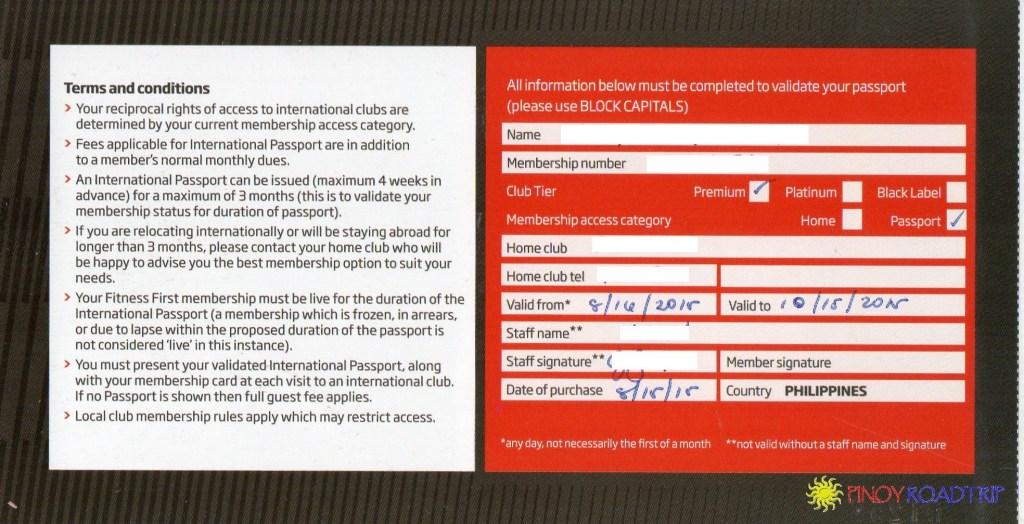 Terms and conditions
> Your reciprocal rights of access to international clubs are
determined by your current membership access category.
> Fees applicable for International Passport are in addition
to a member's normal monthly dues.
> An International Passport can be issued (maximum 4 weeks in
advance) for a maximum of 3 months (this is to validate your
membership status for duration of passport).
> If you are relocating internationally or will be staying abroad for
longer than 3 months, please contact your home club who will
be happy to advise you the best membership option to suit your
needs.
> Your Fitness First membership must be live for the duration of the
International Passport (a membership which is frozen, in arrears,
or due to lapse within the proposed duration of the passport is
not considered 'live' in this instance).
> You must present your validated International Passport, along
with your membership card at each visit to an international club.
If no Passport is shown then full guest fee applies.
> Local club membership rules apply which may restrict access.
All information below must be completed to validate your passport
(please use BLOCK CAPITALS)
Name
Membership number
Club Tier Premium ✓ Platinum Black Label
Membership access category Home Passport ✓
Home club
Home club tel
Valid from* 8/16/2015 Valid to 10/15/2015
Staff name**
Staff signature** Member signature
Date of purchase 8/15/15 Country PHILIPPINES
*any day, not necessarily the first of a month **not valid without a staff name and signature
PINOY ROADTRIP